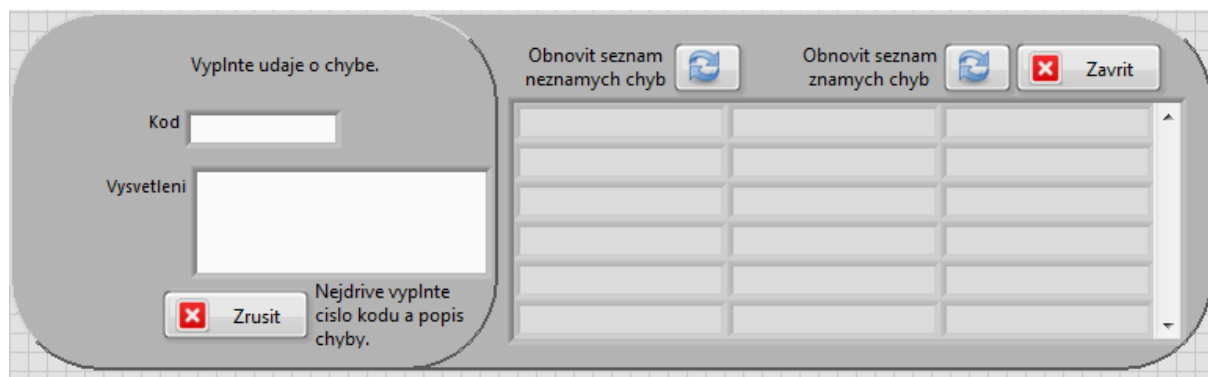 Vyplnte udaje o chybe.
Kod
Vysvetleni
Zrusit
Nejdrive vyplnte
cislo kodu a popis
chyby.
Obnovit seznam
neznamych chyb
Obnovit seznam
znamych chyb
Zavrit